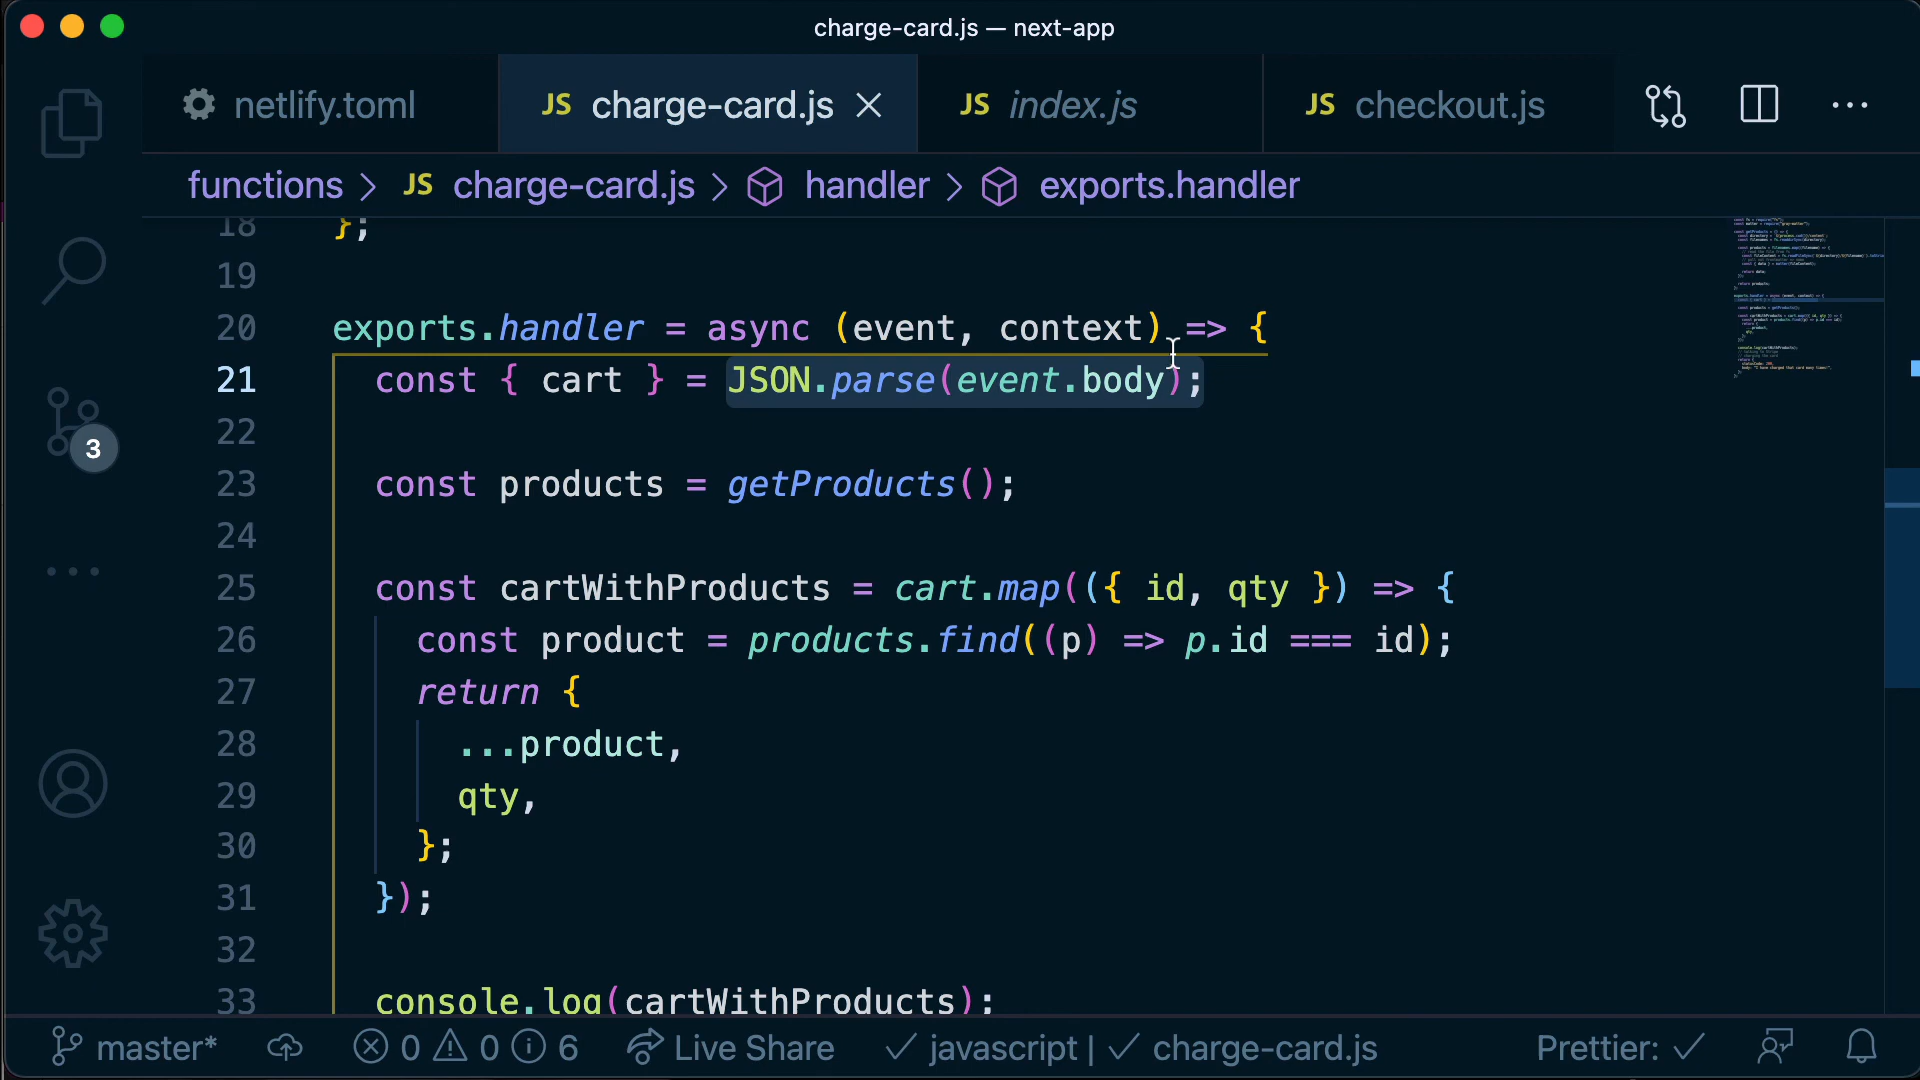 charge-card.js — next-app
netlify.toml
JS charge-card.js
JS index.js
JS checkout.js
functions > JS charge-card.js > handler > exports.handler
18 };
19
20 exports.handler = async (event, context) => {
21 const { cart } = JSON.parse(event.body);
22
23 const products = getProducts();
24
25 const cartWithProducts = cart.map(({ id, qty }) => {
26 const product = products.find((p) => p.id === id);
27 return {
28 ...product,
29 qty,
30 };
31 });
32
33 console.log(cartWithProducts);
3
master* 0 0 6 Live Share ✓ javascript | ✓ charge-card.js Prettier: ✓